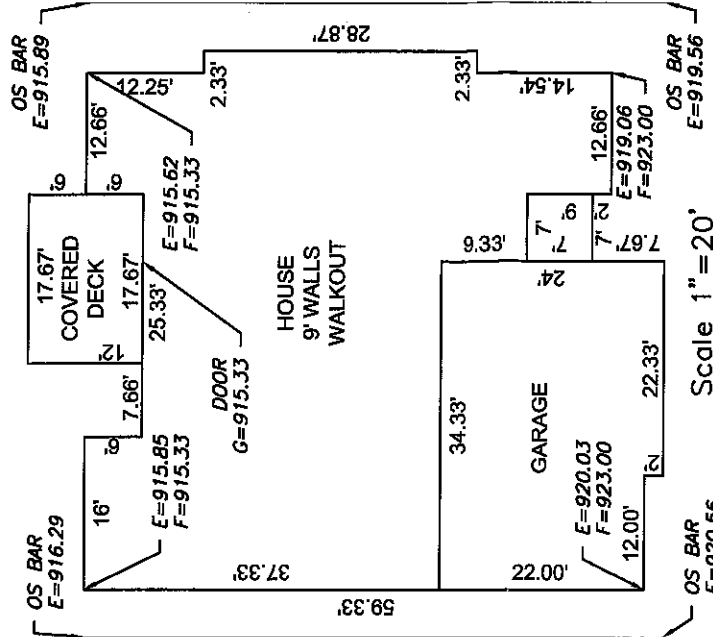 OS BAR
E=915.89
28.87'
OS BAR
E=919.56
12.25'
2.33'
2.33'
14.54'
12.66'
12.66'
E=915.62
F=915.33
E=919.06
F=923.00
6'
6'
17.67'
COVERED
DECK
12'
17.67'
25.33'
7.66'
6'
DOOR
G=915.33
HOUSE
9' WALLS
WALKOUT
9.33'
7'
7'
9'
2'
7'
7.67'
24'
34.33'
GARAGE
22.33'
2'
12.00'
E=920.03
F=923.00
16'
E=915.85
F=915.33
37.33'
22.00'
59.33'
OS BAR
E=916.29
OS BAR
Scale 1"=20'